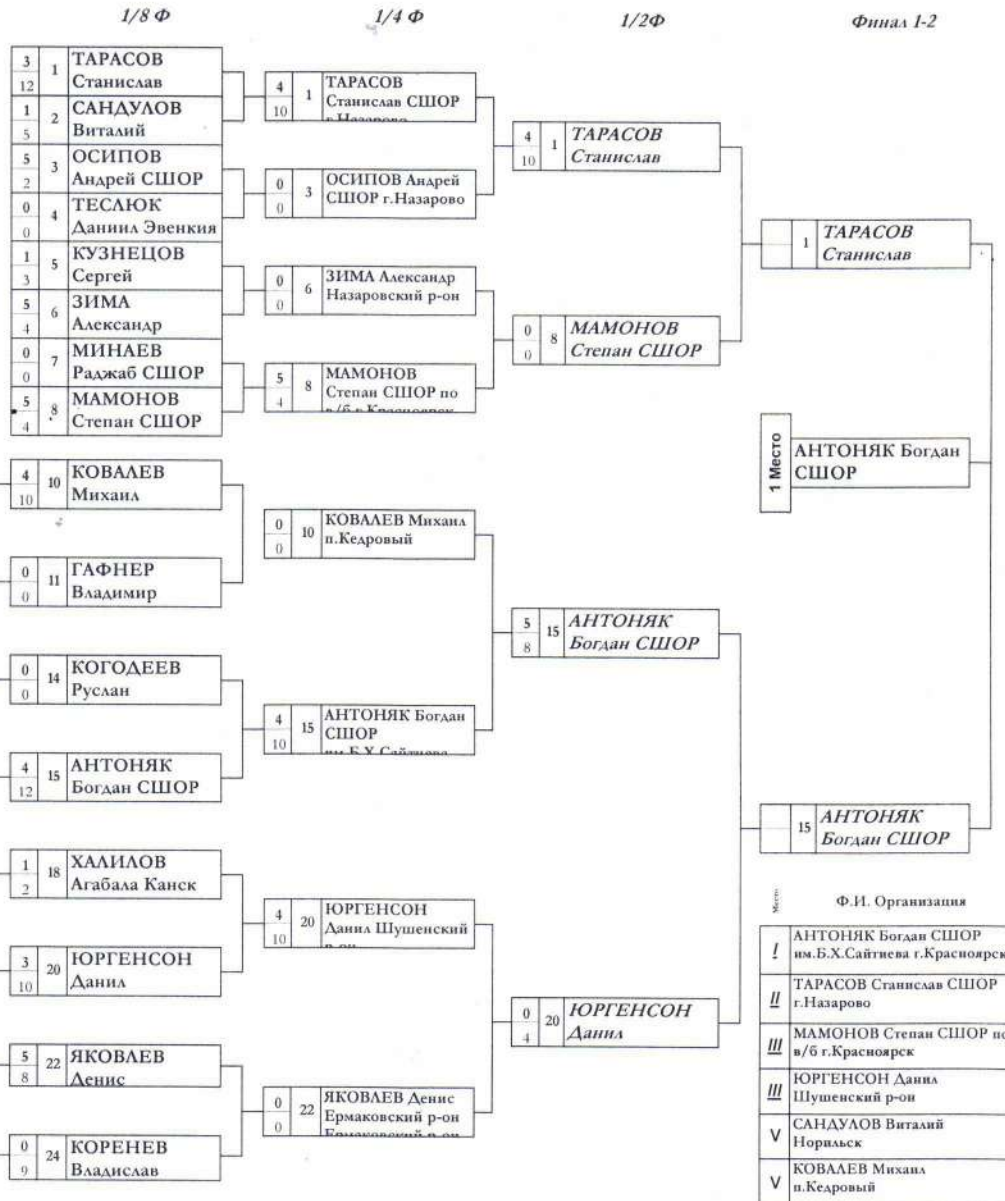 1/8 Ф
1/4 Ф
1/2Ф
Финал 1-2
3
12
1
ТАРАСОВ
Станислав
1
5
2
САНДУЛОВ
Виталий
5
2
3
ОСИПОВ
Андрей СШОР
0
0
4
ТЕСЛЮК
Даниил Эвенкия
1
3
5
КУЗНЕЦОВ
Сергей
5
4
6
ЗИМА
Александр
0
0
7
МИНАЕВ
Раджаб СШОР
5
4
8
МАМОНОВ
Степан СШОР
4
10
10
КОВАЛЕВ
Михаил
0
0
11
ГАФНЕР
Владимир
0
0
14
КОГОДЕЕВ
Руслан
4
12
15
АНТОНЯК
Богдан СШОР
1
2
18
ХАЛИЛОВ
Агабала Канск
3
10
20
ЮРГЕНСОН
Данил
5
8
22
ЯКОВЛЕВ
Денис
0
9
24
КОРЕНЕВ
Владислав
4
10
1
ТАРАСОВ
Станислав СШОР
г.Назарово
0
0
3
ОСИПОВ Андрей
СШОР г.Назарово
0
0
6
ЗИМА Александр
Назаровский р-он
5
4
8
МАМОНОВ
Степан СШОР по
в/б г.Красноярск
0
0
10
КОВАЛЕВ Михаил
п.Кедровый
4
10
15
АНТОНЯК Богдан
СШОР
им.Б.Х.Сайтиева
4
10
20
ЮРГЕНСОН
Данил Шушенский
р-он
0
0
22
ЯКОВЛЕВ Денис
Ермаковский р-он
Ермаковский р-он
4
10
1
ТАРАСОВ
Станислав
0
0
8
МАМОНОВ
Степан СШОР
5
8
15
АНТОНЯК
Богдан СШОР
0
4
20
ЮРГЕНСОН
Данил
1
ТАРАСОВ
Станислав
1 Место
АНТОНЯК Богдан
СШОР
15
АНТОНЯК
Богдан СШОР
Место
Ф.И. Организация
I
АНТОНЯК Богдан СШОР
им.Б.Х.Сайтиева г.Красноярск
II
ТАРАСОВ Станислав СШОР
г.Назарово
III
МАМОНОВ Степан СШОР по
в/б г.Красноярск
III
ЮРГЕНСОН Данил
Шушенский р-он
V
САНДУЛОВ Виталий
Норильск
V
КОВАЛЕВ Михаил
п.Кедровый